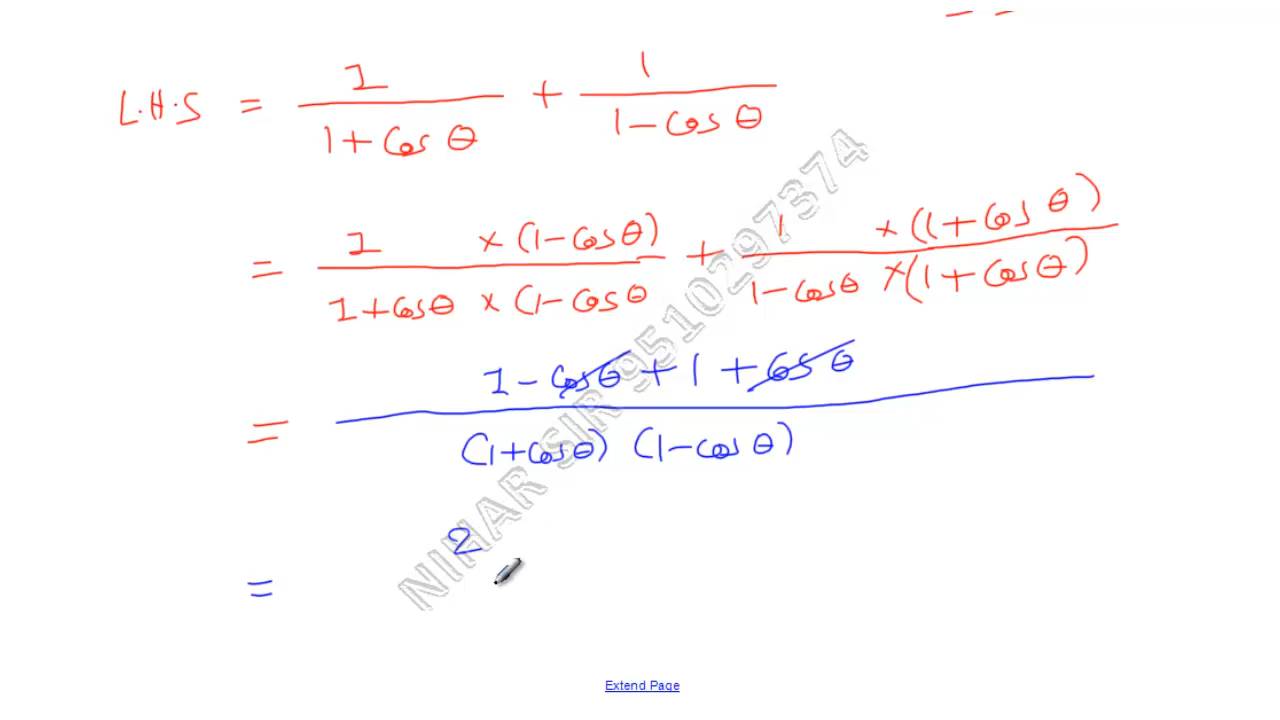 L.H.S = 1/(1+Cosθ) + 1/(1-Cosθ)
= 1 ×(1-Cosθ)/1+Cosθ ×(1-Cosθ + 1 ×(1+Cosθ)/1-Cosθ ×(1+Cosθ)
= 1-Cosθ+1+Cosθ/(1+Cosθ) (1-Cosθ)
= 2
NIHAR SIR 9510297374
Extend Page